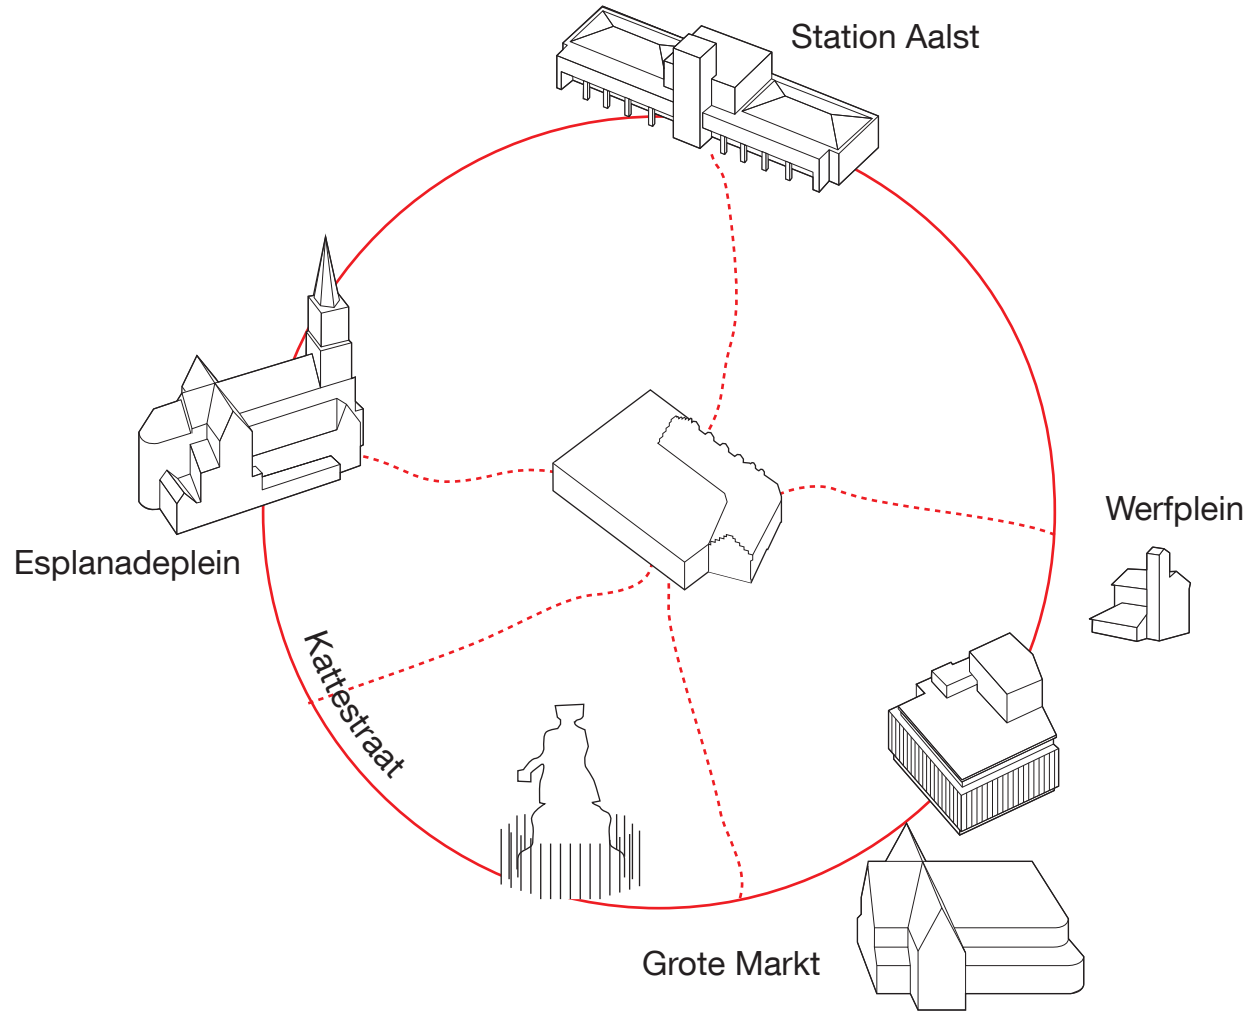 Station Aalst
Werfplein
Esplanadeplein
Kattestraat
Grote Markt